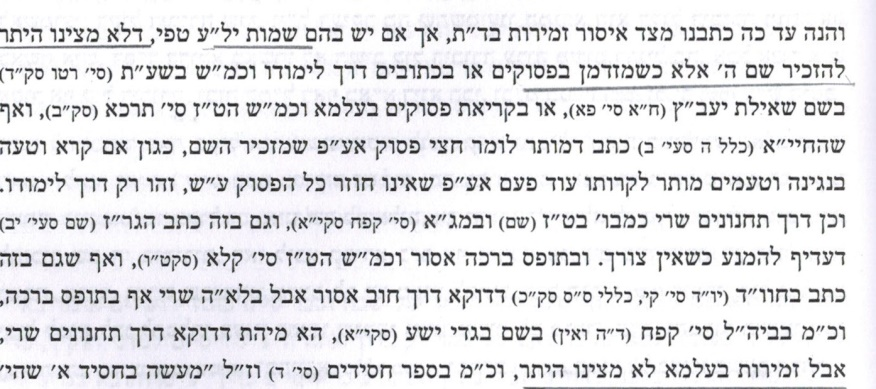 והנה עד כה כתבנו מצד איסור זמירות בד״ת, אך אם יש בהם שמות יל״ע טפי, דלא מצינו היתר
להזכיר שם ה׳ אלא כשמזדמן בפסוקים או בכתובים דרך לימודו וכמ״ש בשע״ת (סי׳ רטו סק״ד)
בשם שאילת יעב״ץ (ח״א סי׳ פא), או בקריאת פסוקים בעלמא וכמ״ש הט״ז סי׳ תרכא (סק״ב), ואף
שהחיי״א (כלל ה סעי׳ ב) כתב דמותר לומר חצי פסוק אע״פ שמזכיר השם, כגון אם קרא וטעה
בנגינה וטעמים מותר לקרותו עוד פעם אע״פ שאינו חוזר כל הפסוק ע״ש, זהו רק דרך לימודו.
וכן דרך תחנונים שרי כמבו׳ בט״ז (שם) ובמג״א (סי׳ קפח סקי״א), וגם בזה כתב הגר״ז (שם סעי׳ יב)
דעדיף להמנע כשאין צורך. ובתופס ברכה אסור וכמ״ש הט״ז סי׳ קלא (סקט״ו), ואף שגם בזה
כתב בחוו״ד (יו״ד סי׳ קי, כללי ס״ס סק״כ) דדוקא דרך חוב אסור אבל בלא״ה שרי אף בתופס ברכה,
וכ״מ בביה״ל סי׳ קפח (ד״ה ואין) בשם בגדי ישע (סקי״א), הא מיהת דדוקא דרך תחנונים שרי,
אבל זמירות בעלמא לא מצינו היתר, וכ״מ בספר חסידים (סי׳ ד) וז״ל ״מעשה בחסיד א׳ שהי׳